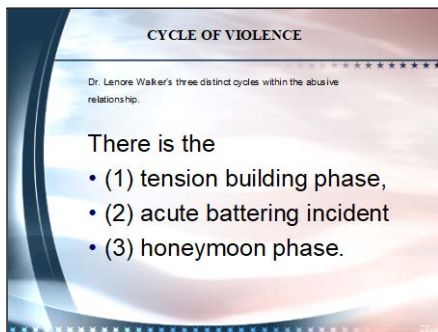 CYCLE OF VIOLENCE
Dr. Lenore Walker's three distinct cycles within the abusive
relationship.
There is the
• (1) tension building phase,
• (2) acute battering incident
• (3) honeymoon phase.